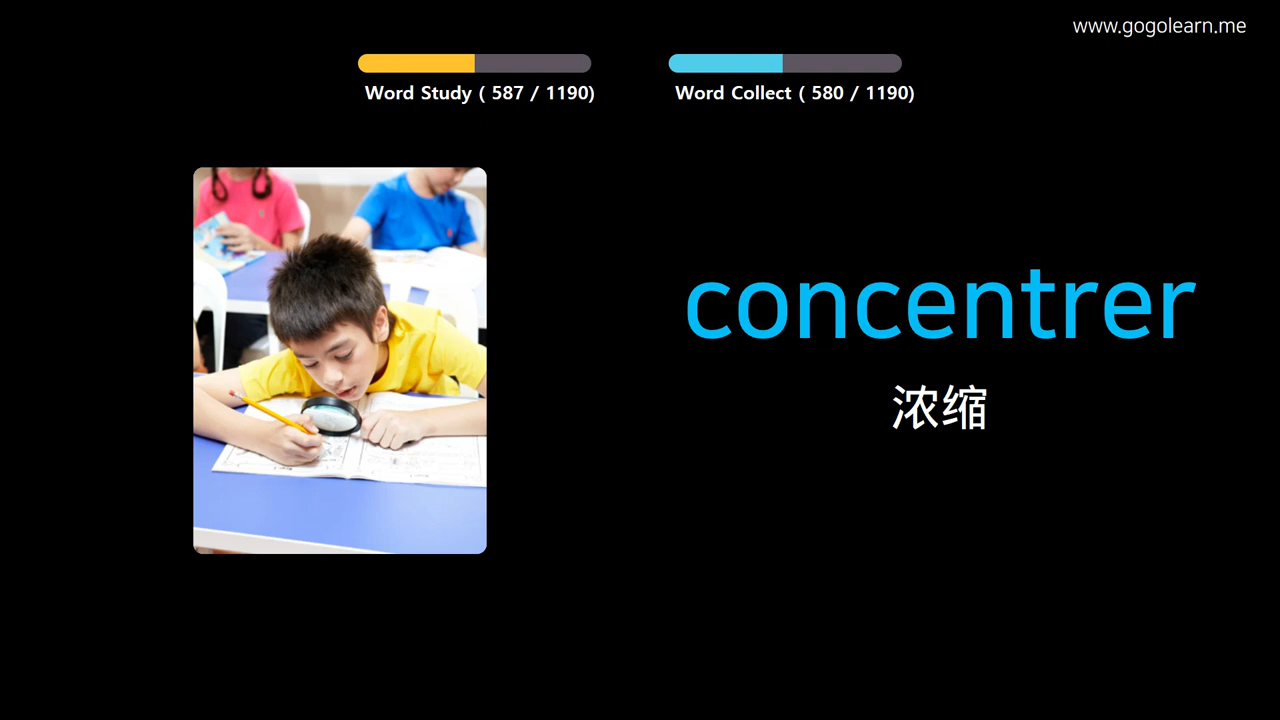 www.gogolearn.me
Word Study ( 587 / 1190)
Word Collect ( 580 / 1190)
concentrer
浓缩